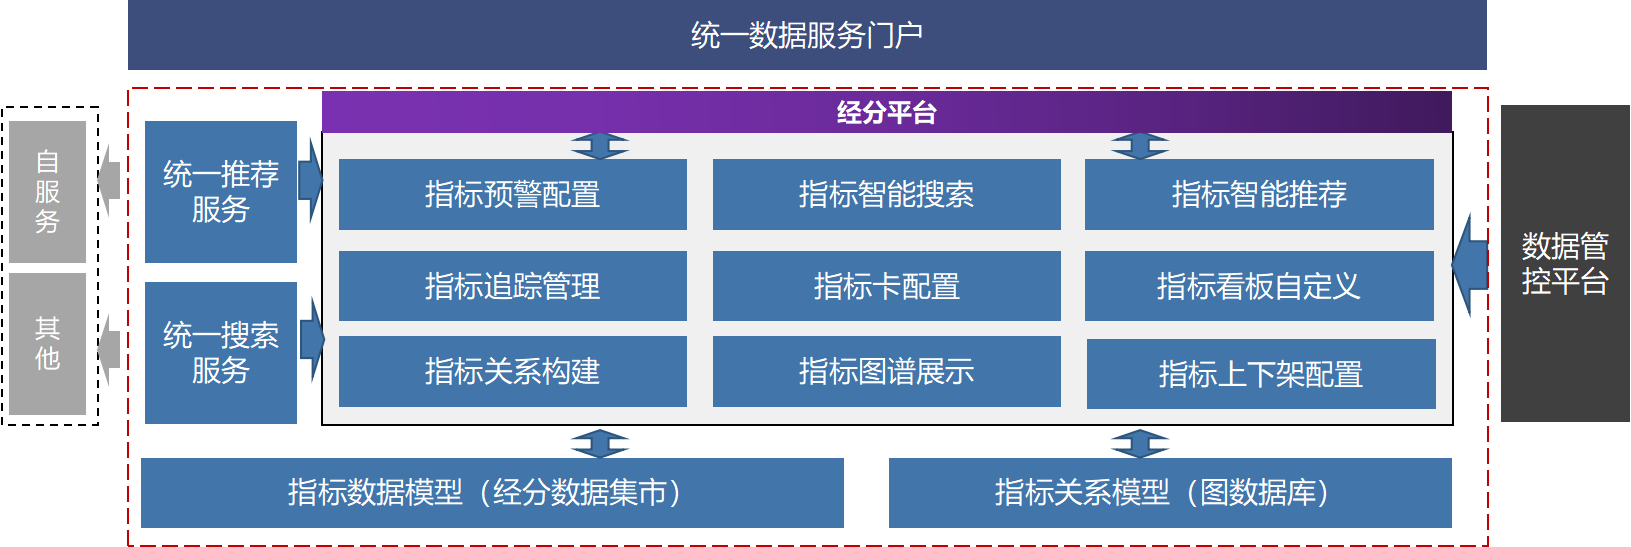 统一数据服务门户
经分平台
自
服
务
其
他
统一推荐
服务
统一搜索
服务
指标预警配置
指标智能搜索
指标智能推荐
指标追踪管理
指标卡配置
指标看板自定义
指标关系构建
指标图谱展示
指标上下架配置
数据管
控平台
指标数据模型（经分数据集市）
指标关系模型（图数据库）